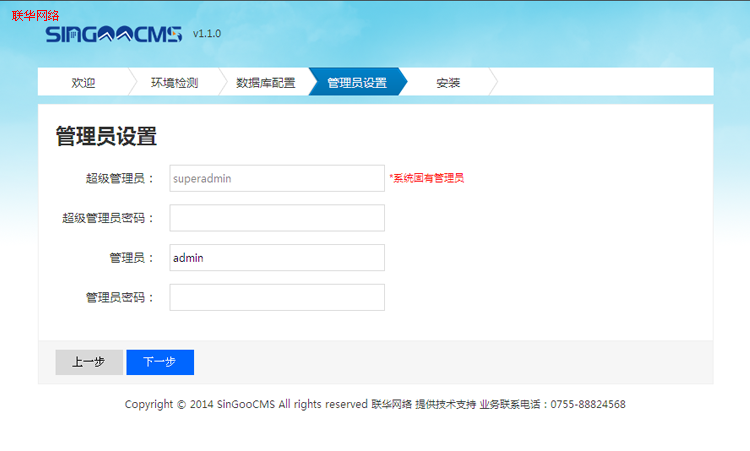 联华网络
SINGOOCMS v1.1.0
欢迎 环境检测 数据库配置 管理员设置 安装
管理员设置
超级管理员： superadmin *系统固有管理员
超级管理员密码：
管理员： admin
管理员密码：
上一步 下一步
Copyright © 2014 SinGooCMS All rights reserved 联华网络 提供技术支持 业务联系电话：0755-88824568